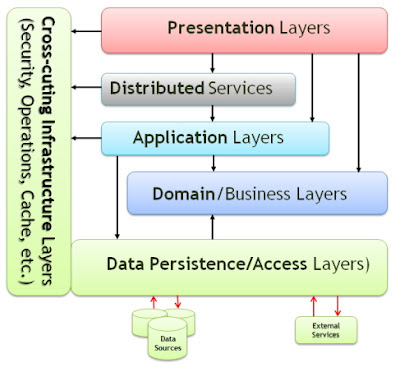 Cross-cuting Infrastructure Layers
(Security, Operations, Cache, etc.)
Presentation Layers
Distributed Services
Application Layers
Domain/Business Layers
Data Persistence/Access Layers)
Data
Sources
External
Services